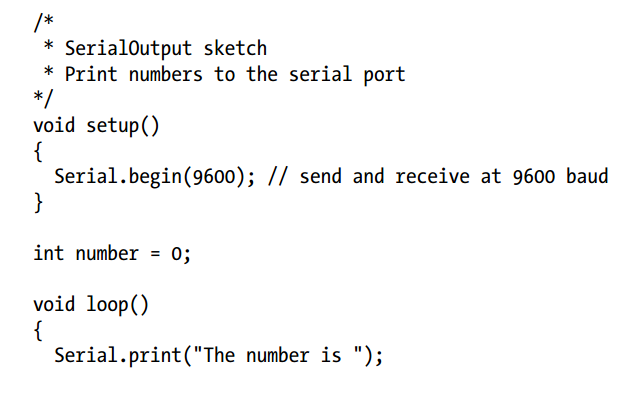 /*
 * SerialOutput sketch
 * Print numbers to the serial port
*/
void setup()
{
  Serial.begin(9600); // send and receive at 9600 baud
}

int number = 0;

void loop()
{
  Serial.print("The number is ");